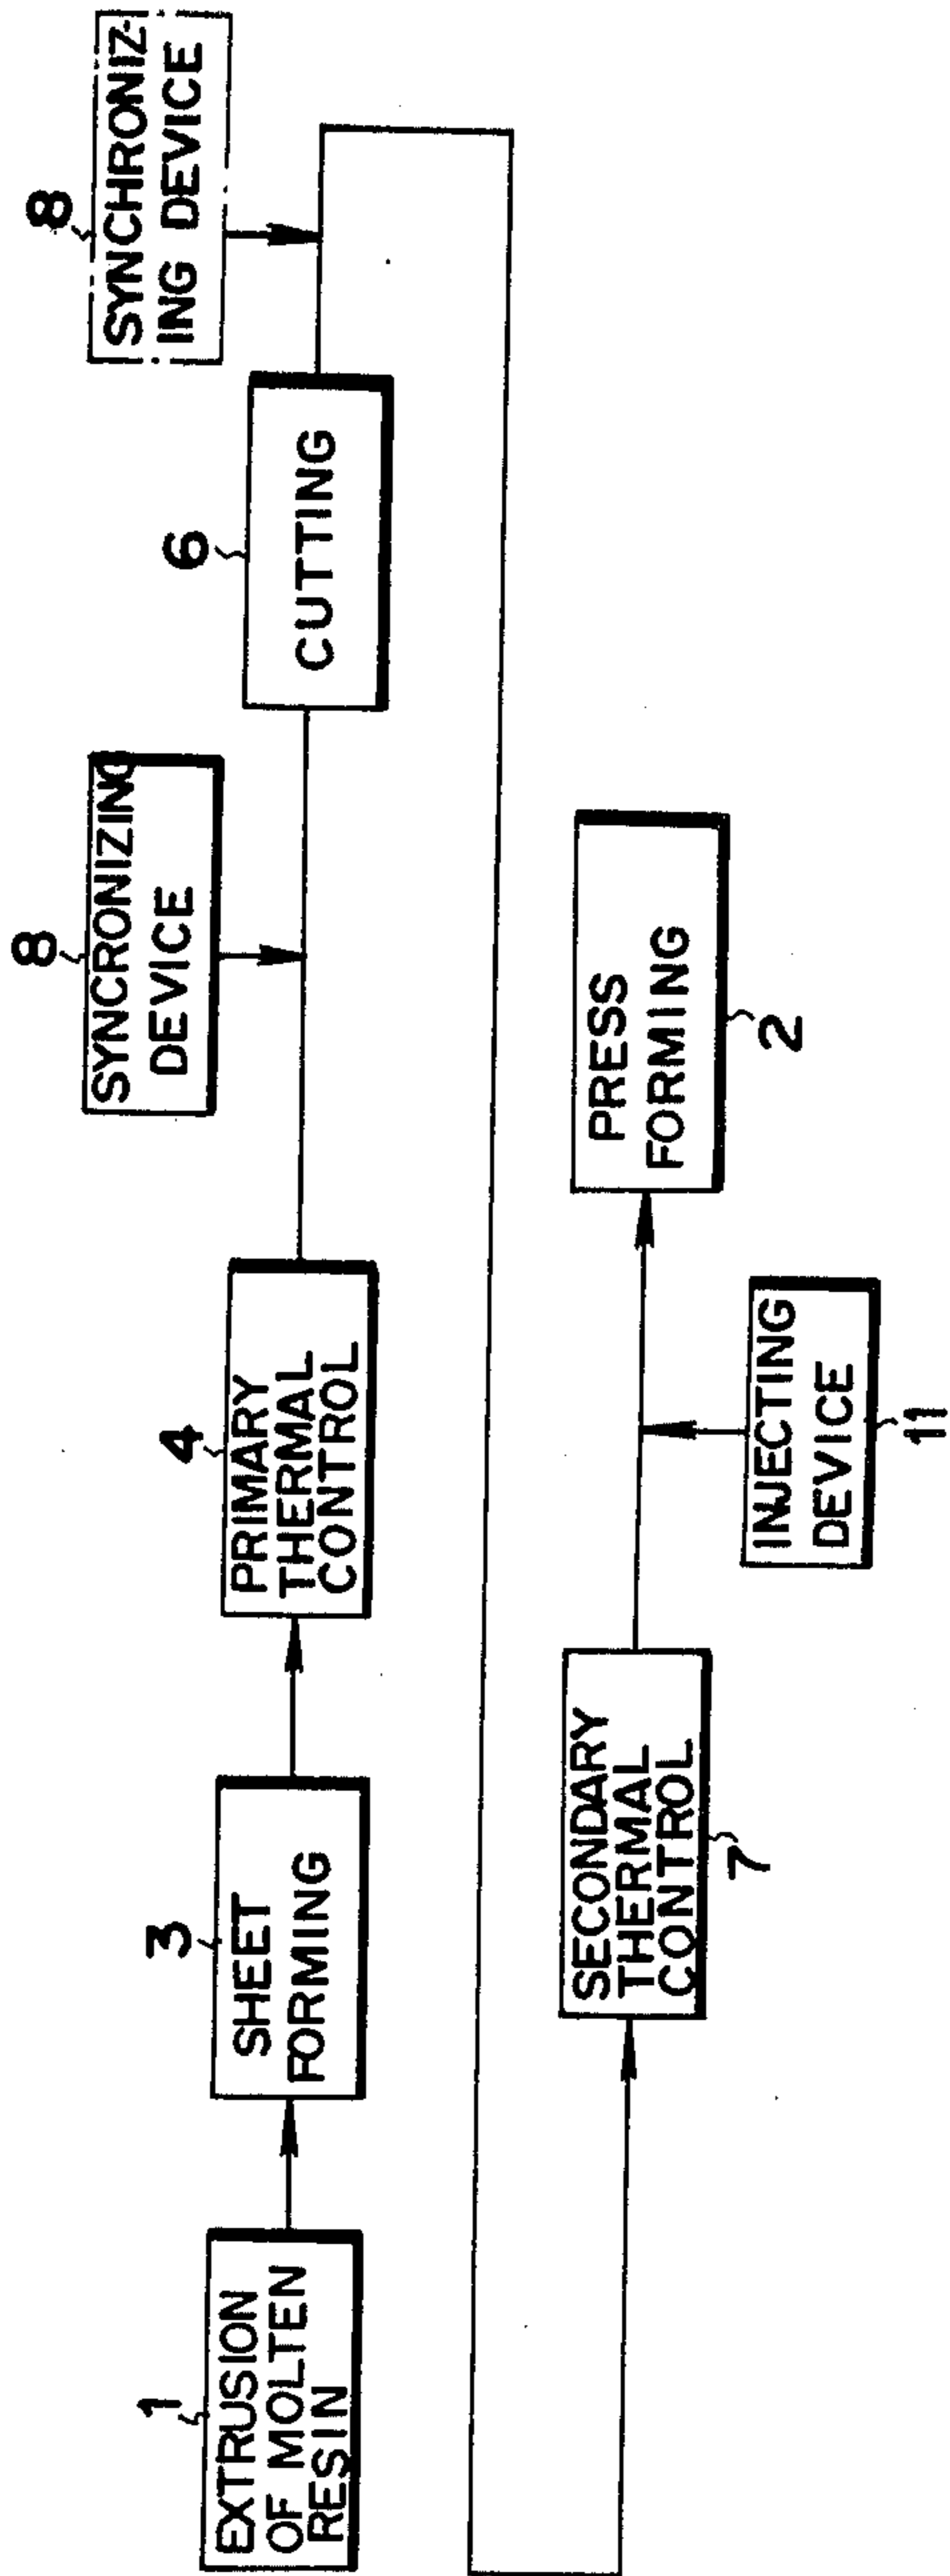 1
EXTRUSION
OF MOLTEN
RESIN
3
SHEET
FORMING
4
PRIMARY
THERMAL
CONTROL
8
SYNCRONIZING
DEVICE
6
CUTTING
8
SYNCHRONIZ-
ING DEVICE
SECONDARY
THERMAL
CONTROL
7
INJECTING
DEVICE
11
PRESS
FORMING
2